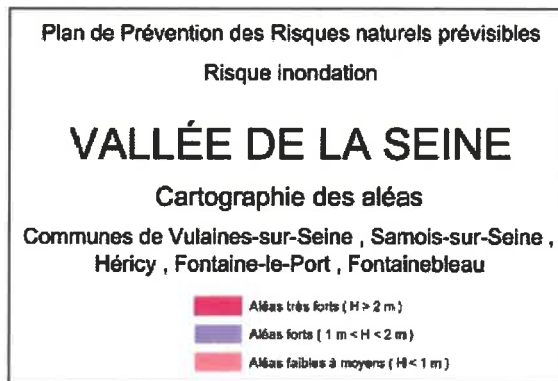 Plan de Prévention des Risques naturels prévisibles
Risque inondation
VALLÉE DE LA SEINE
Cartographie des aléas
Communes de Vulaines-sur-Seine , Samois-sur-Seine ,
Héricy , Fontaine-le-Port , Fontainebleau
Aléas très forts ( H > 2 m )
Aléas forts ( 1 m < H < 2 m )
Aléas faibles à moyens ( H < 1 m )